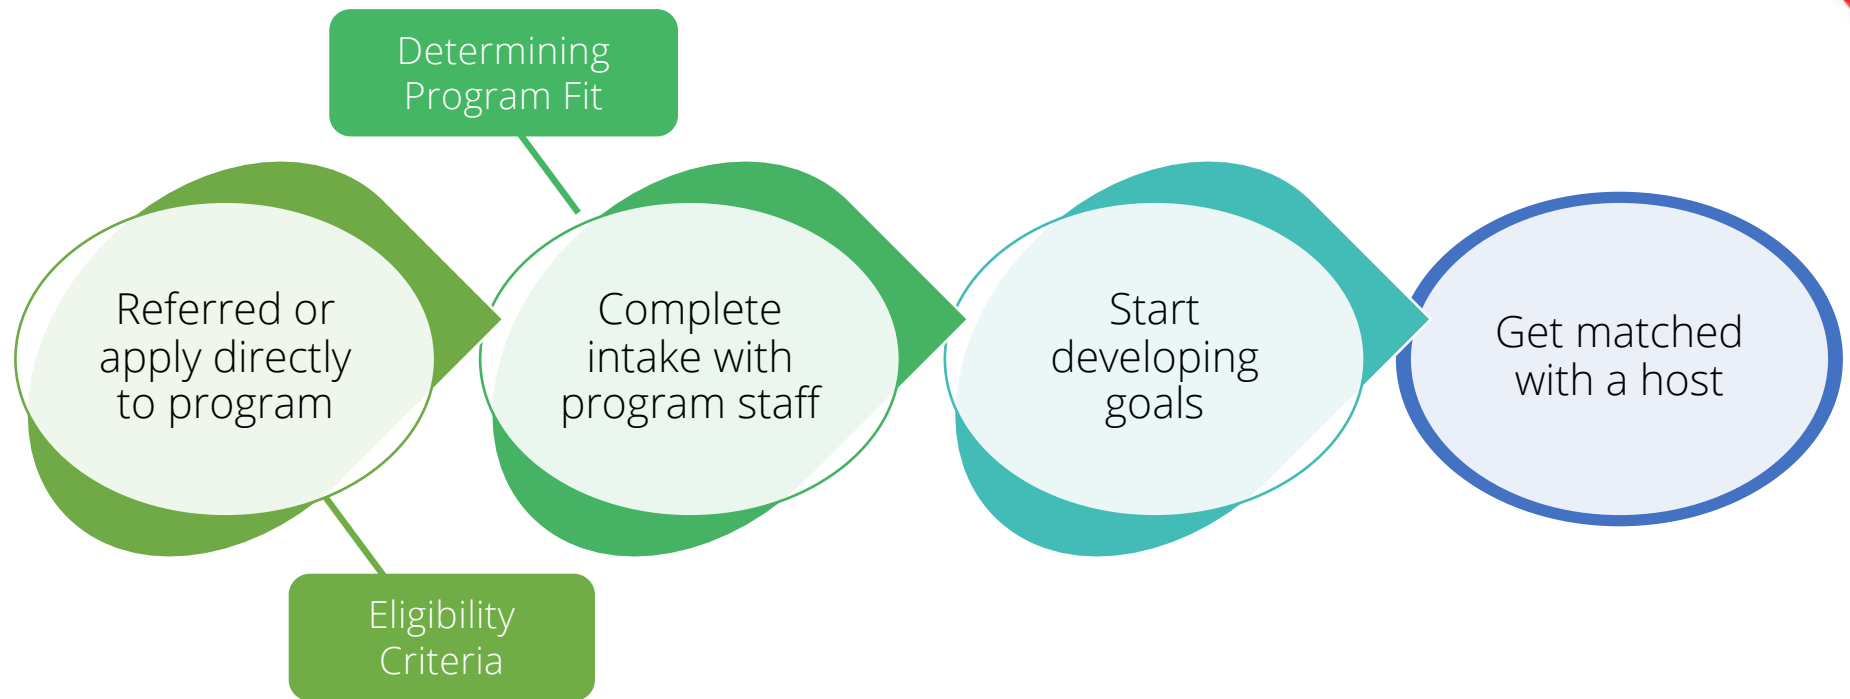 Determining
Program Fit
Referred or
apply directly
to program
Complete
intake with
program staff
Start
developing
goals
Get matched
with a host
Eligibility
Criteria